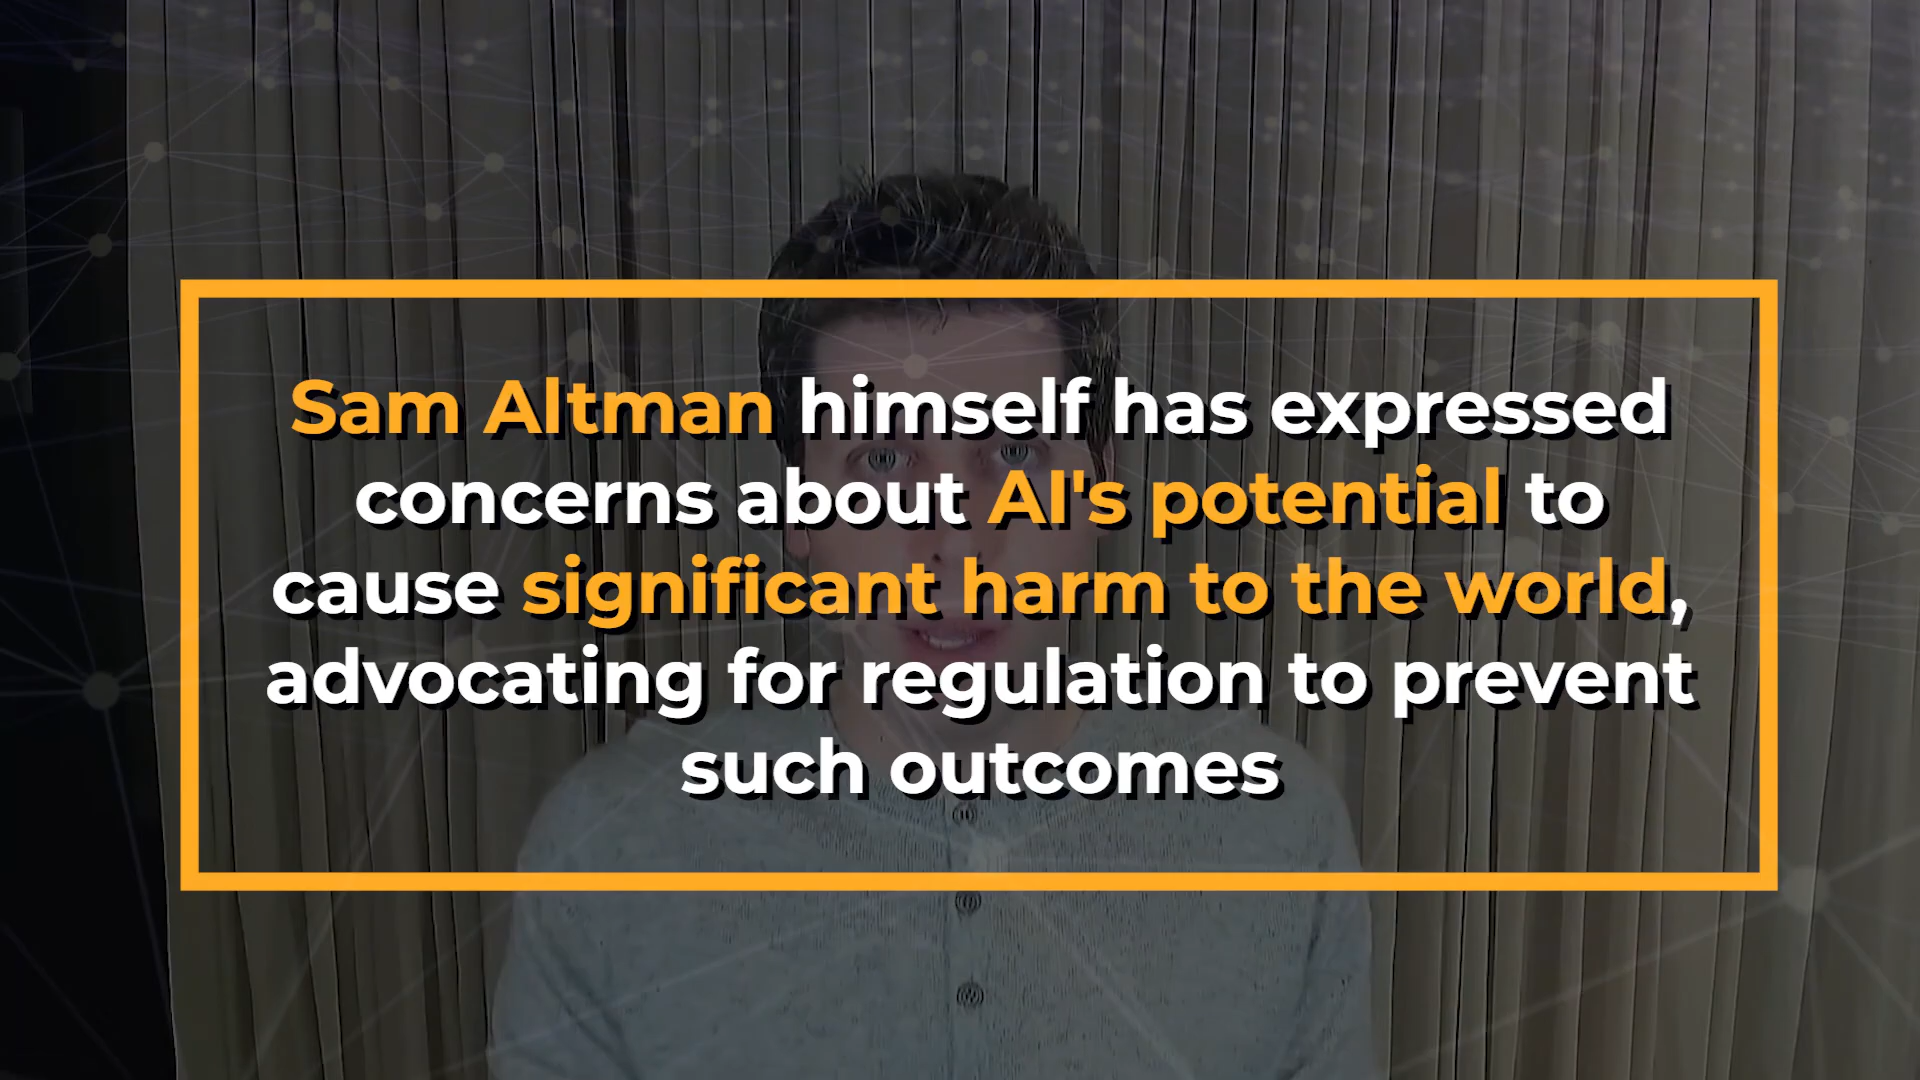 Sam Altman himself has expressed
concerns about AI's potential to
cause significant harm to the world,
advocating for regulation to prevent
such outcomes